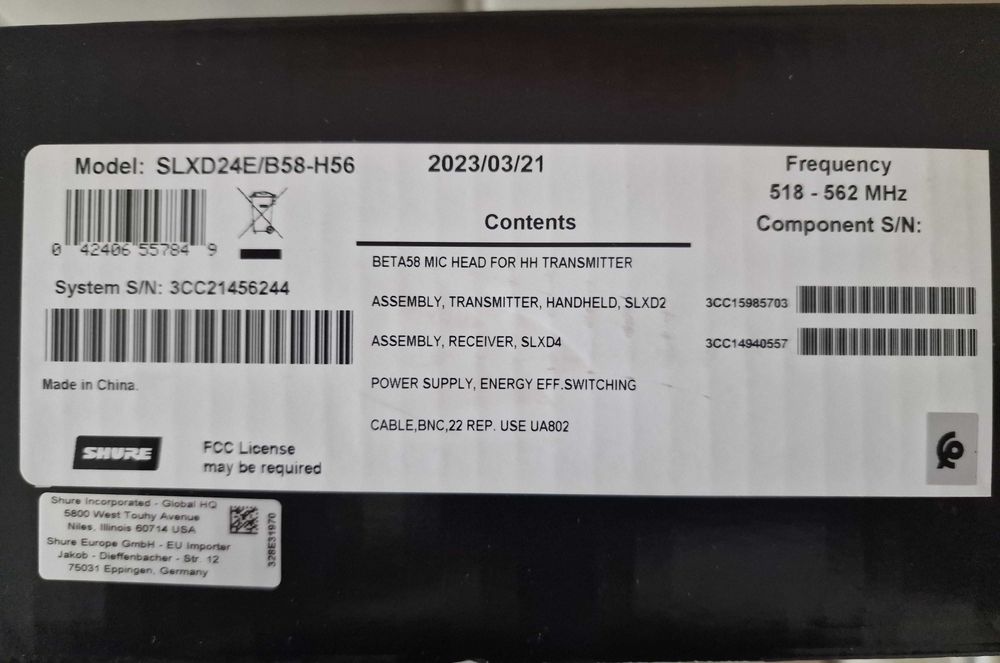 Model: SLXD24E/B58-H56
0 42406 55784 9
System S/N: 3CC21456244
Made in China.
SHURE
FCC License
may be required
2023/03/21
Contents
BETA58 MIC HEAD FOR HH TRANSMITTER
ASSEMBLY, TRANSMITTER, HANDHELD, SLXD2
ASSEMBLY, RECEIVER, SLXD4
POWER SUPPLY, ENERGY EFF.SWITCHING
CABLE,BNC,22 REP. USE UA802
Frequency
518 - 562 MHz
Component S/N:
3CC15985703
3CC14940557
Shure Incorporated - Global HQ
5800 West Touhy Avenue
Niles, Illinois 60714 USA
Shure Europe GmbH - EU Importer
Jakob - Dieffenbacher - Str. 12
75031 Eppingen, Germany
328E31970